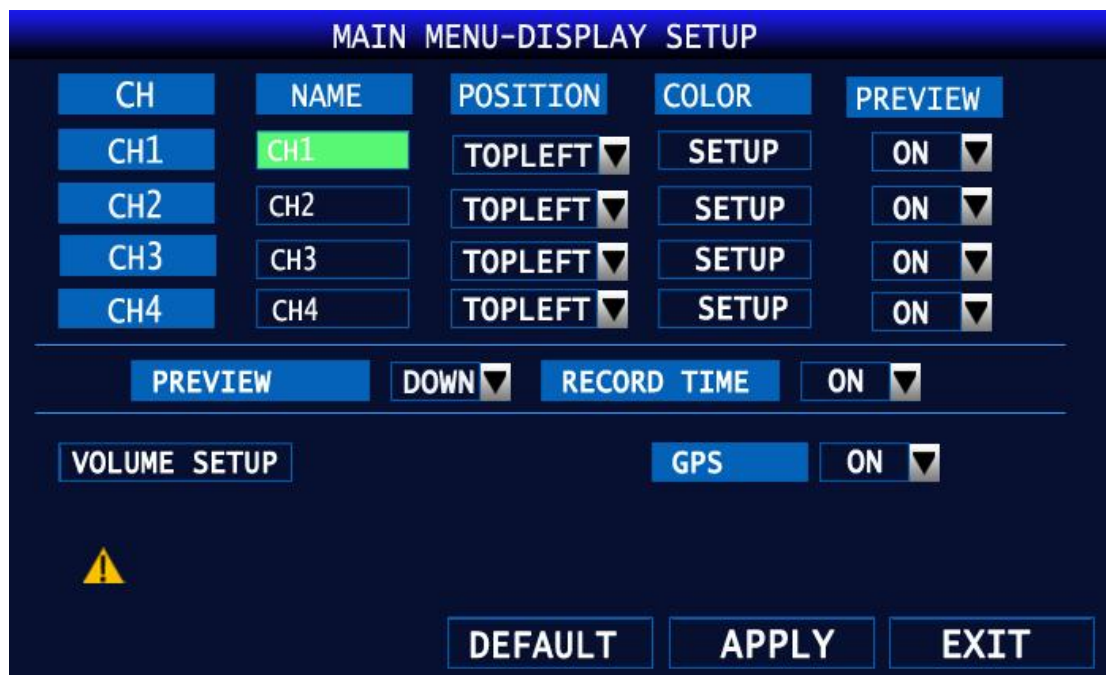 MAIN MENU-DISPLAY SETUP
CH NAME POSITION COLOR PREVIEW
CH1 CH1 TOPLEFT SETUP ON
CH2 CH2 TOPLEFT SETUP ON
CH3 CH3 TOPLEFT SETUP ON
CH4 CH4 TOPLEFT SETUP ON
PREVIEW DOWN RECORD TIME ON
VOLUME SETUP GPS ON
DEFAULT APPLY EXIT